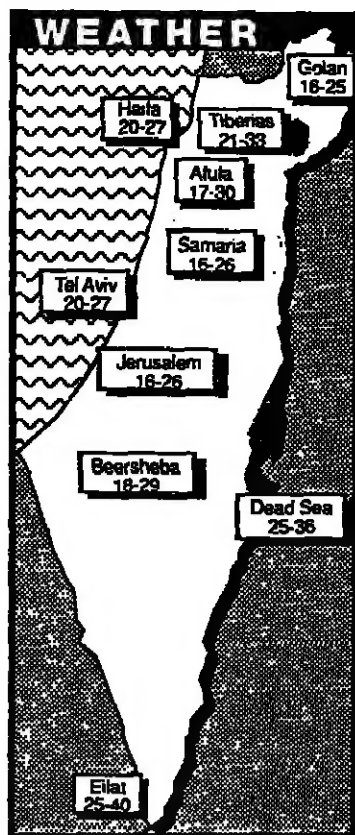 WEATHER
Golan
16-25
Haifa
20-27
Tiberias
21-33
Afula
17-30
Samaria
16-26
Tel Aviv
20-27
Jerusalem
16-26
Beersheba
18-29
Dead Sea
25-36
Eilat
25-40